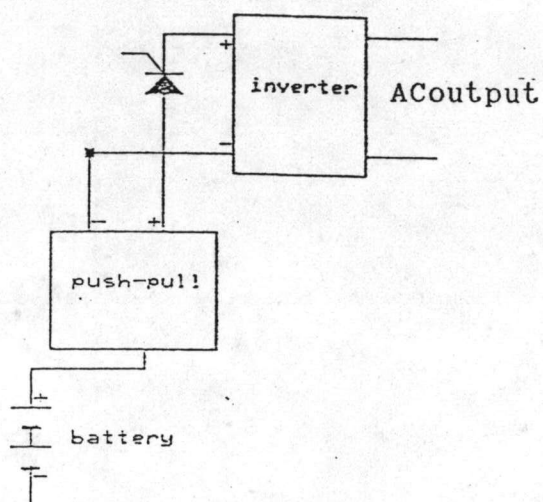 +
inverter
ACoutput
−
− +
push-pull
+
battery
−